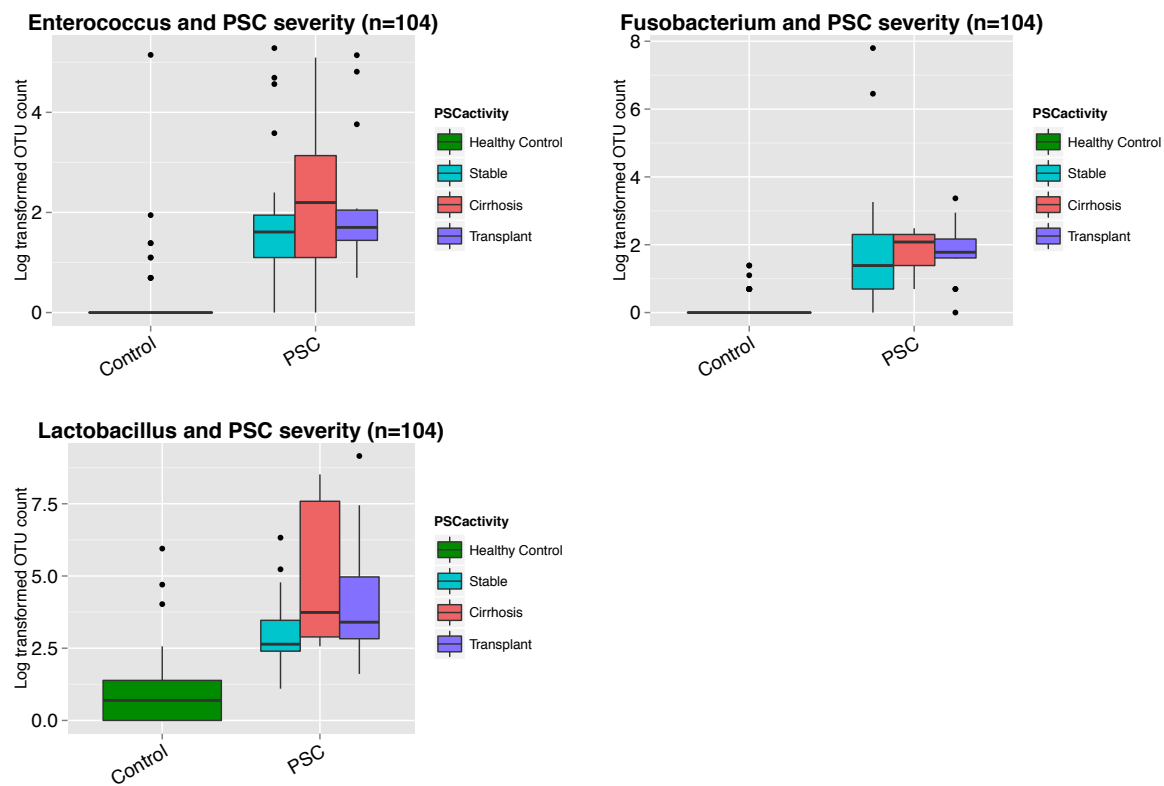 Enterococcus and PSC severity (n=104)
Log transformed OTU count
4
2
0
Control
PSC
PSCactivity
Healthy Control
Stable
Cirrhosis
Transplant
Fusobacterium and PSC severity (n=104)
Log transformed OTU count
8
6
4
2
0
Control
PSC
PSCactivity
Healthy Control
Stable
Cirrhosis
Transplant
Lactobacillus and PSC severity (n=104)
Log transformed OTU count
7.5
5.0
2.5
0.0
Control
PSC
PSCactivity
Healthy Control
Stable
Cirrhosis
Transplant